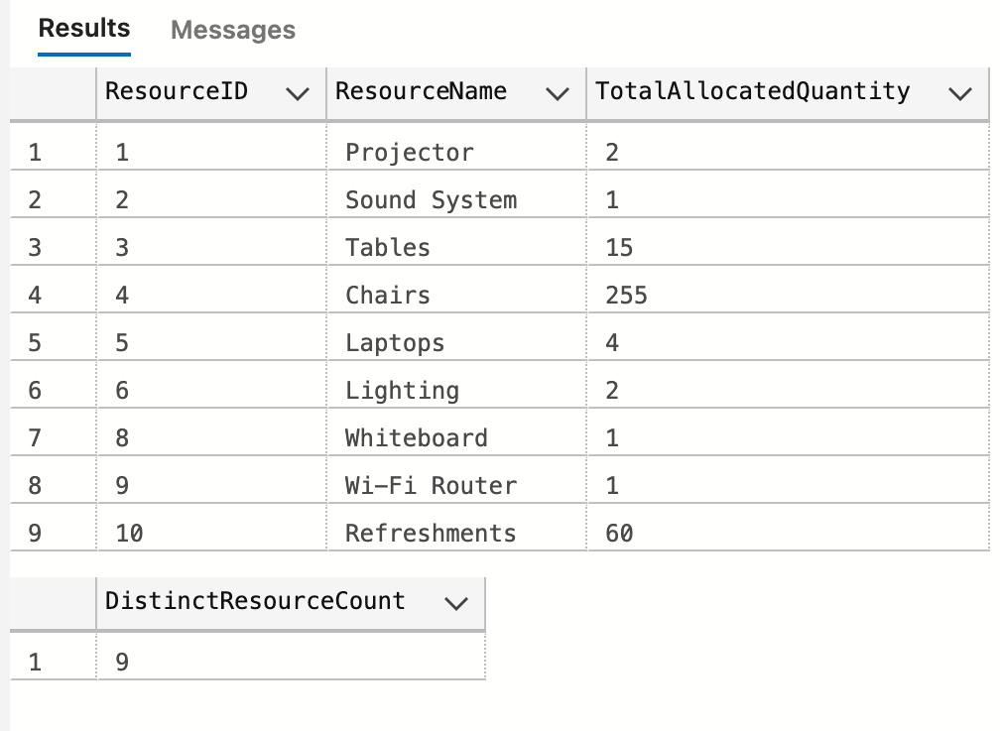 Results Messages
ResourceID ResourceName TotalAllocatedQuantity
1 1 Projector 2
2 2 Sound System 1
3 3 Tables 15
4 4 Chairs 255
5 5 Laptops 4
6 6 Lighting 2
7 8 Whiteboard 1
8 9 Wi-Fi Router 1
9 10 Refreshments 60
DistinctResourceCount
1 9